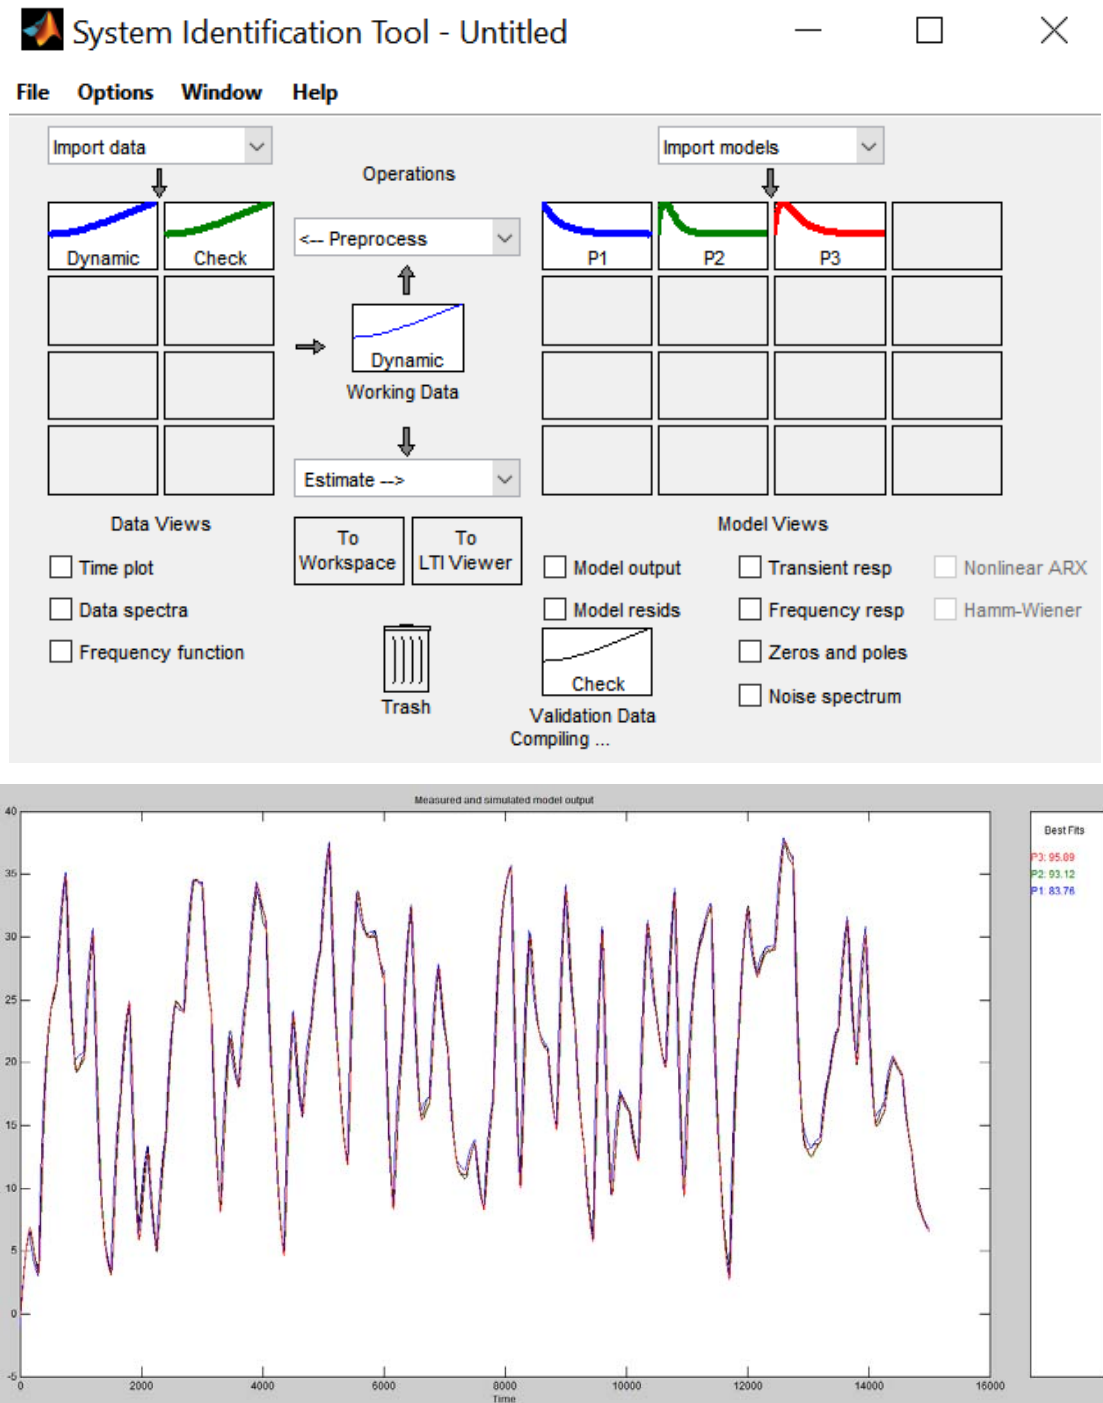 System Identification Tool - Untitled
File Options Window Help
Import data
Import models
Operations
<-- Preprocess
Dynamic
Check
P1
P2
P3
Dynamic
Working Data
Estimate -->
Data Views
Model Views
To Workspace
To LTI Viewer
Time plot
Data spectra
Frequency function
Model output
Model resids
Transient resp
Frequency resp
Zeros and poles
Noise spectrum
Nonlinear ARX
Hamm-Wiener
Trash
Check
Validation Data
Compiling ...
Measured and simulated model output
40
35
30
25
20
15
10
5
0
-5
0 2000 4000 6000 8000 10000 12000 14000 16000
Time
Best Fits
P3: 95.89
P2: 93.12
P1: 83.76